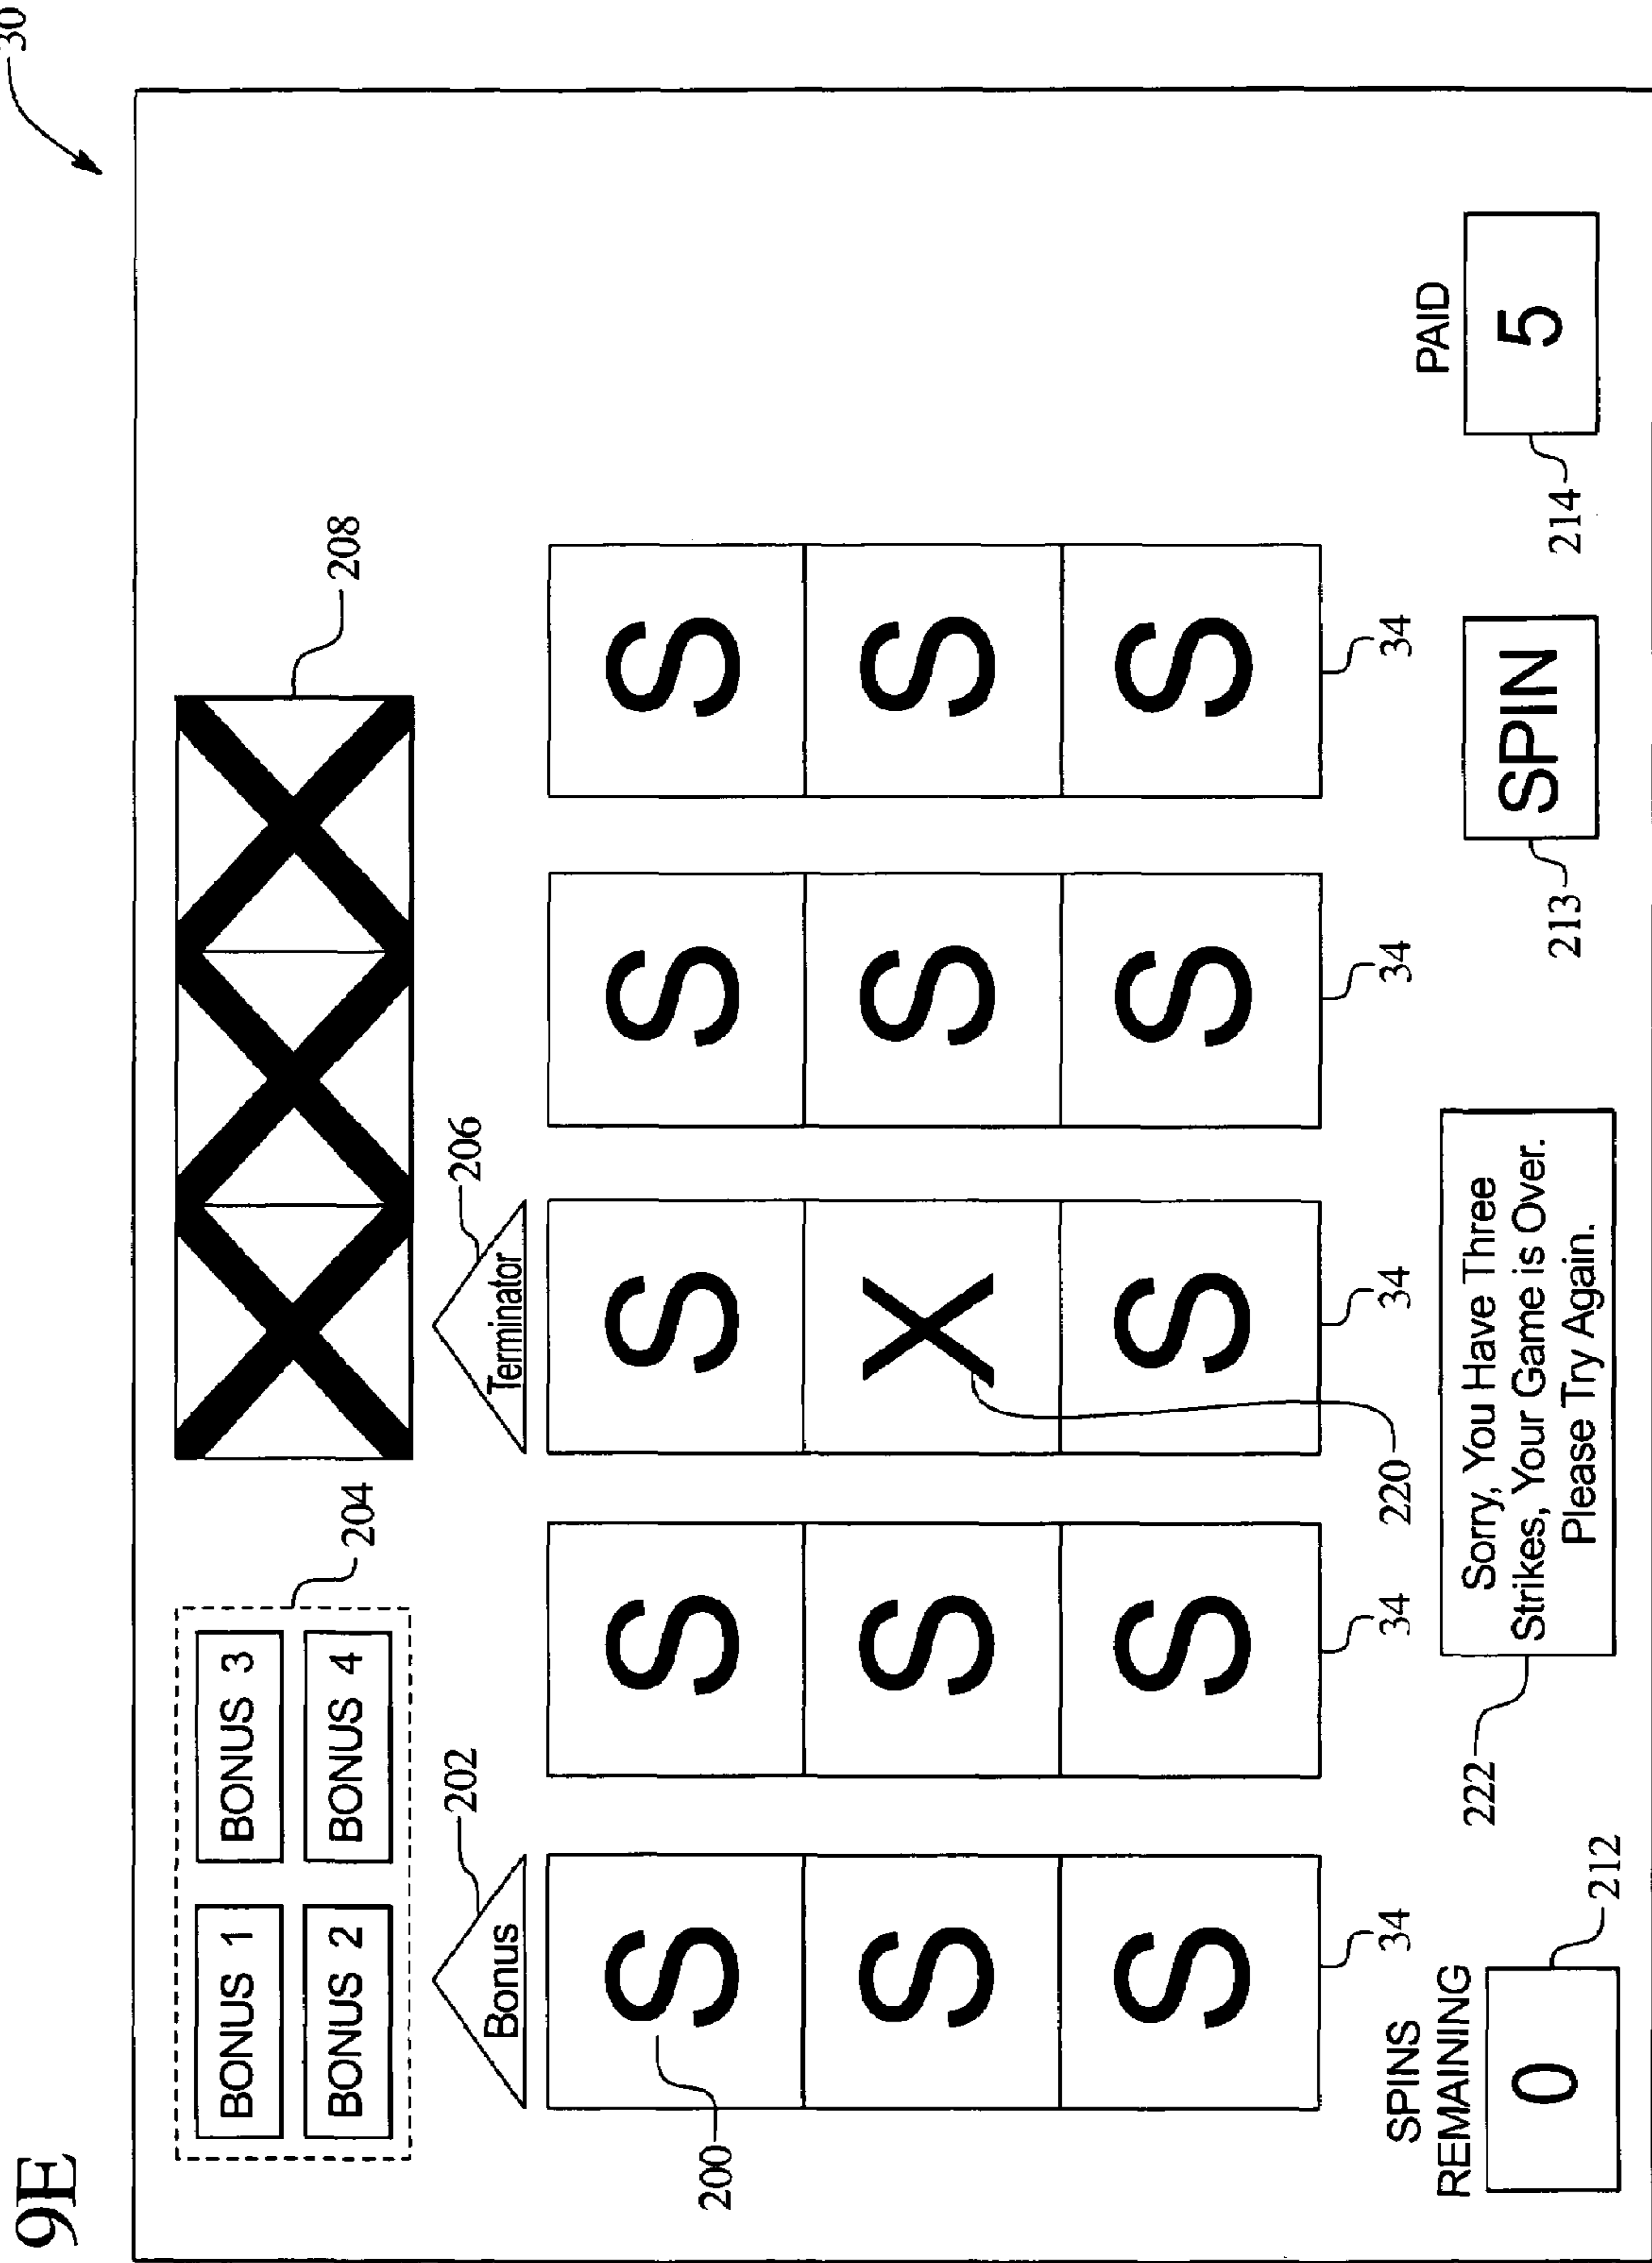 9E
30
BONUS 1
BONUS 3
BONUS 2
BONUS 4
204
208
Bonus
202
Terminator
206
S S S S S
200
S S X S S
S S S S S
34 34 34 34 34
220
SPINS
REMAINING
0
212
222
Sorry, You Have Three
Strikes, Your Game is Over.
Please Try Again.
213
SPIN
PAID
5
214